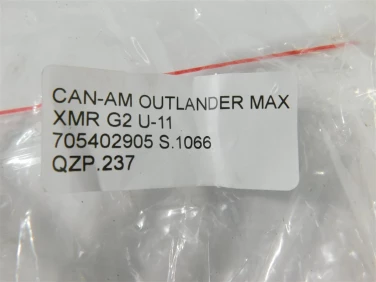 CAN-AM OUTLANDER MAX
XMR G2 U-11
705402905 S.1066
QZP.237